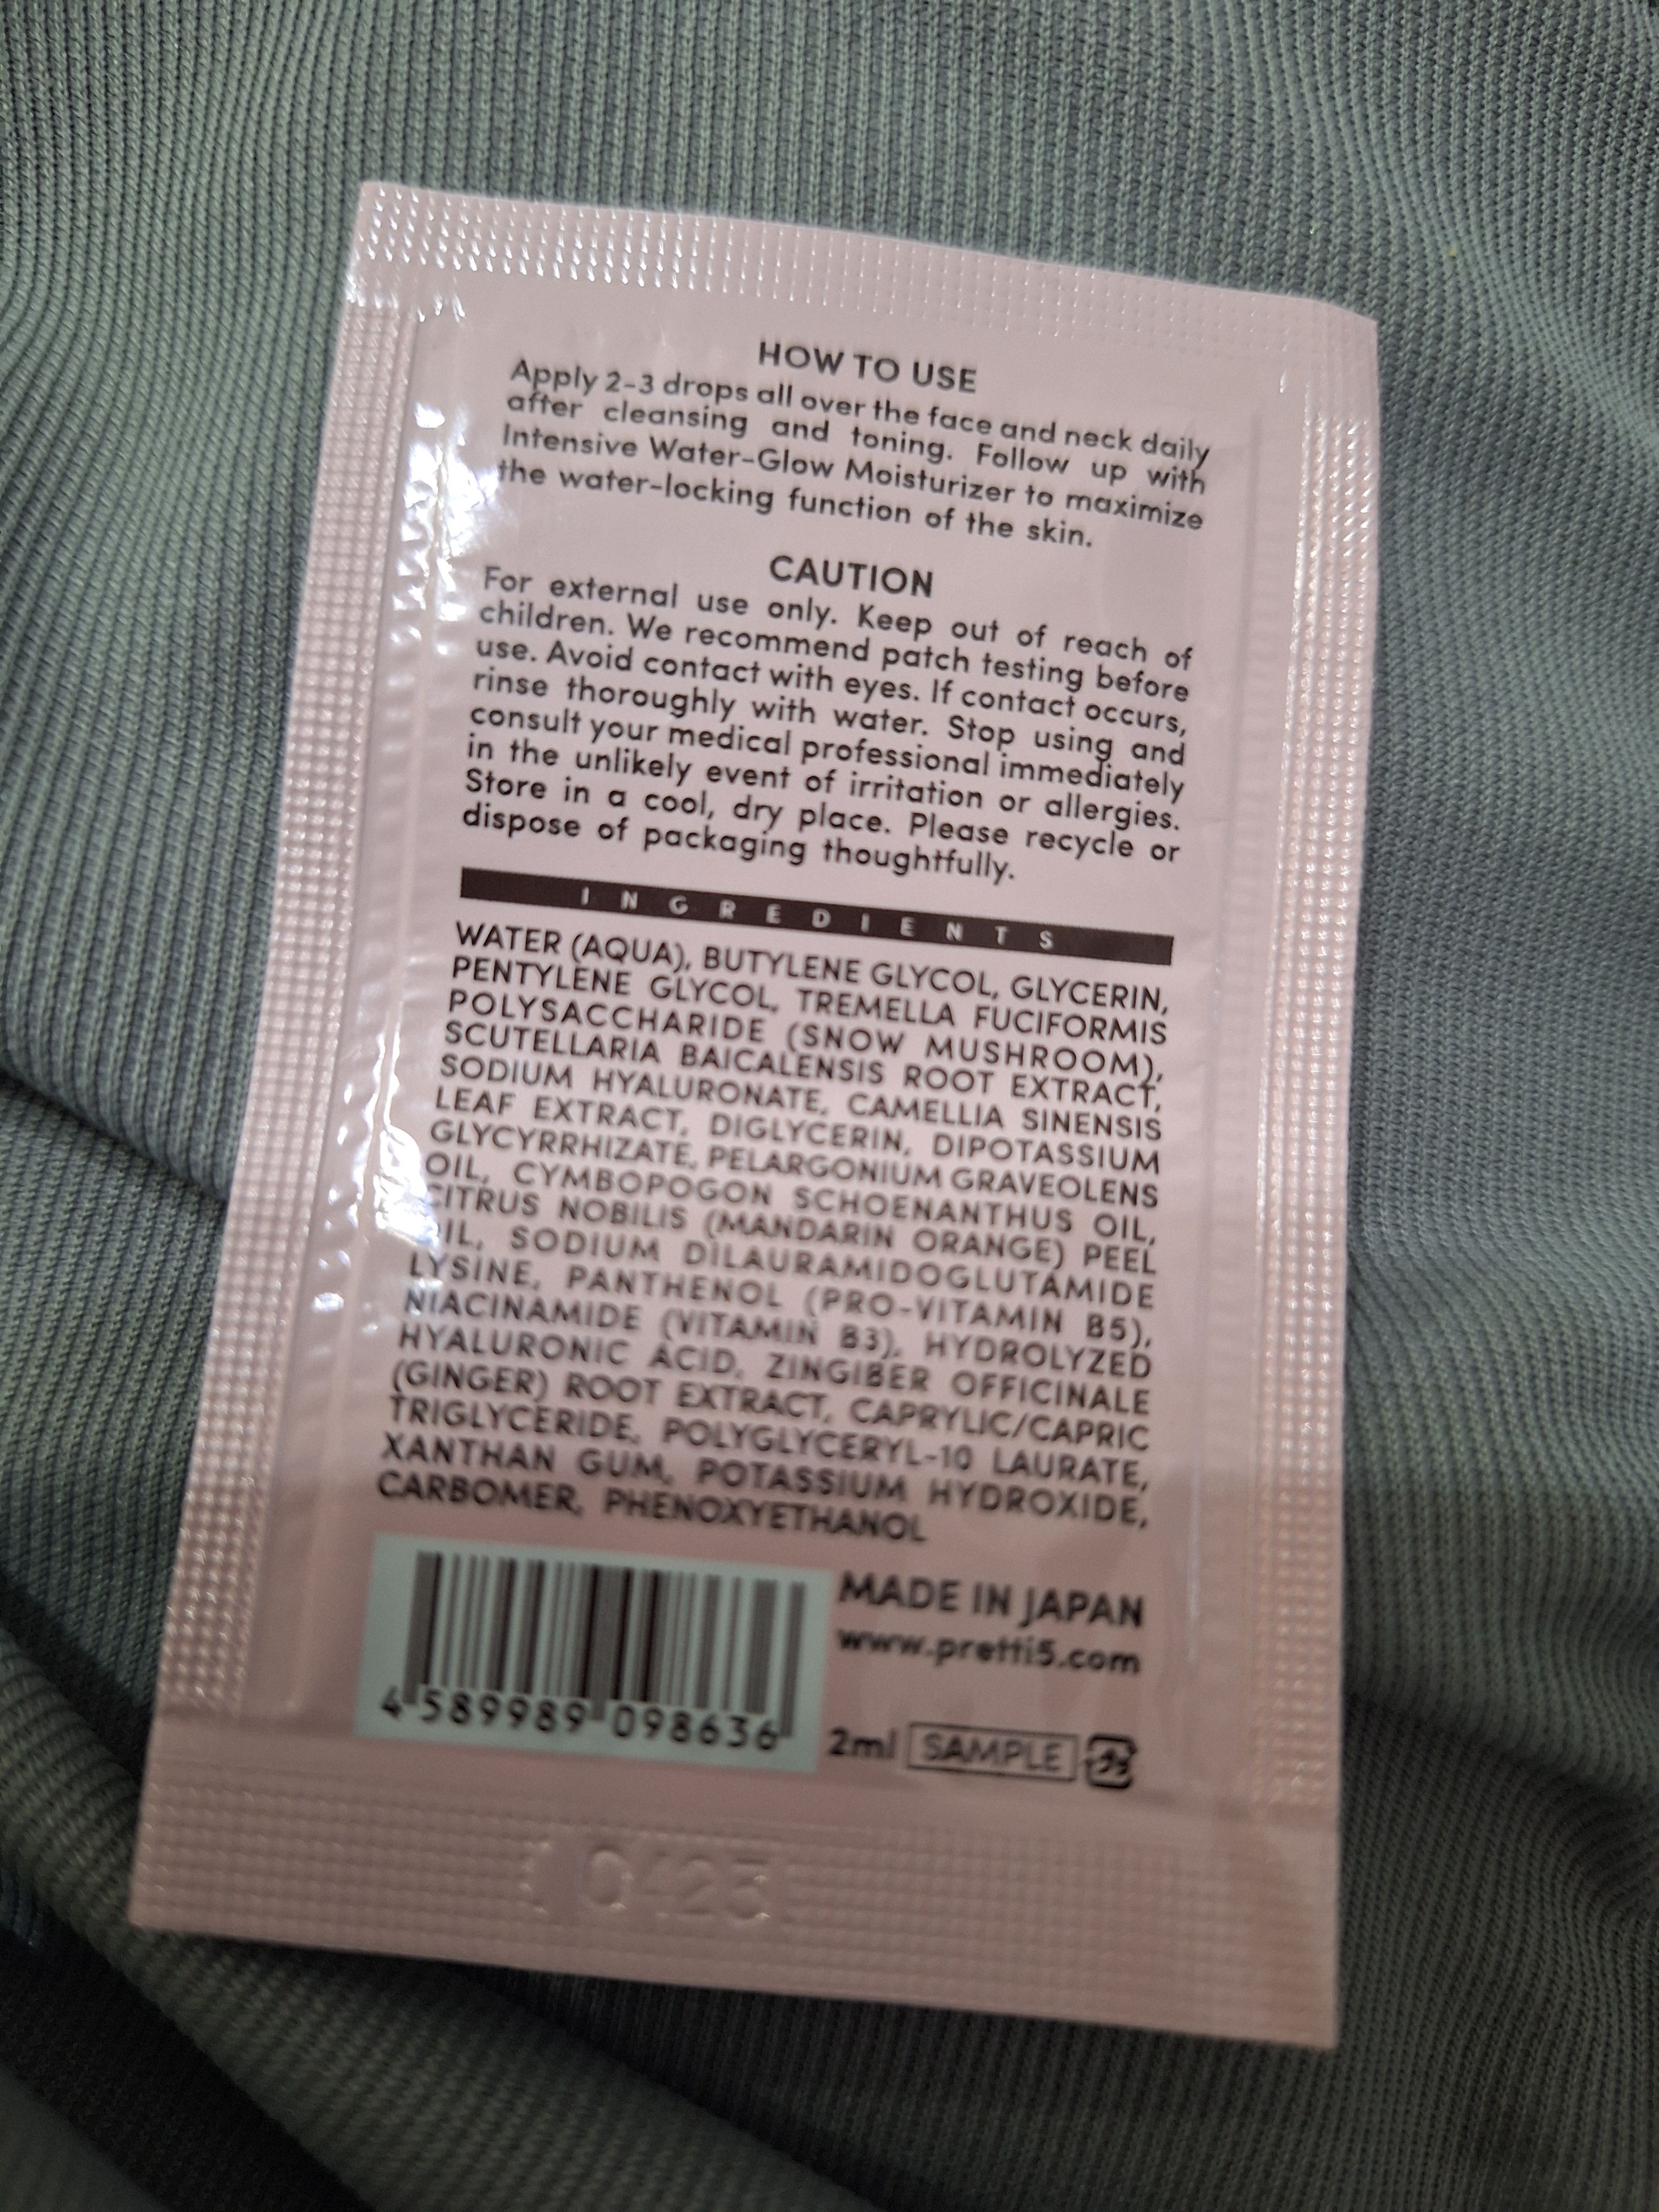 HOW TO USE
Apply 2-3 drops all over the face and neck daily
after cleansing and toning. Follow up with
Intensive Water-Glow Moisturizer to maximize
the water-locking function of the skin.
CAUTION
For external use only. Keep out of reach of
children. We recommend patch testing before
use. Avoid contact with eyes. If contact occurs,
rinse thoroughly with water. Stop using and
consult your medical professional immediately
in the unlikely event of irritation or allergies.
Store in a cool, dry place. Please recycle or
dispose of packaging thoughtfully.
INGREDIENTS
WATER (AQUA), BUTYLENE GLYCOL, GLYCERIN,
PENTYLENE GLYCOL, TREMELLA FUCIFORMIS
POLYSACCHARIDE (SNOW MUSHROOM),
SCUTELLARIA BAICALENSIS ROOT EXTRACT,
SODIUM HYALURONATE, CAMELLIA SINENSIS
LEAF EXTRACT, DIGLYCERIN, DIPOTASSIUM
GLYCYRRHIZATE, PELARGONIUM GRAVEOLENS
OIL, CYMBOPOGON SCHOENANTHUS OIL,
CITRUS NOBILIS (MANDARIN ORANGE) PEEL
OIL, SODIUM DILAURAMIDOGLUTAMIDE
LYSINE, PANTHENOL (PRO-VITAMIN B5),
NIACINAMIDE (VITAMIN B3), HYDROLYZED
HYALURONIC ACID, ZINGIBER OFFICINALE
(GINGER) ROOT EXTRACT, CAPRYLIC/CAPRIC
TRIGLYCERIDE, POLYGLYCERYL-10 LAURATE,
XANTHAN GUM, POTASSIUM HYDROXIDE,
CARBOMER, PHENOXYETHANOL
MADE IN JAPAN
www.pretti5.com
4 589989 098636
2ml SAMPLE プラ
0423